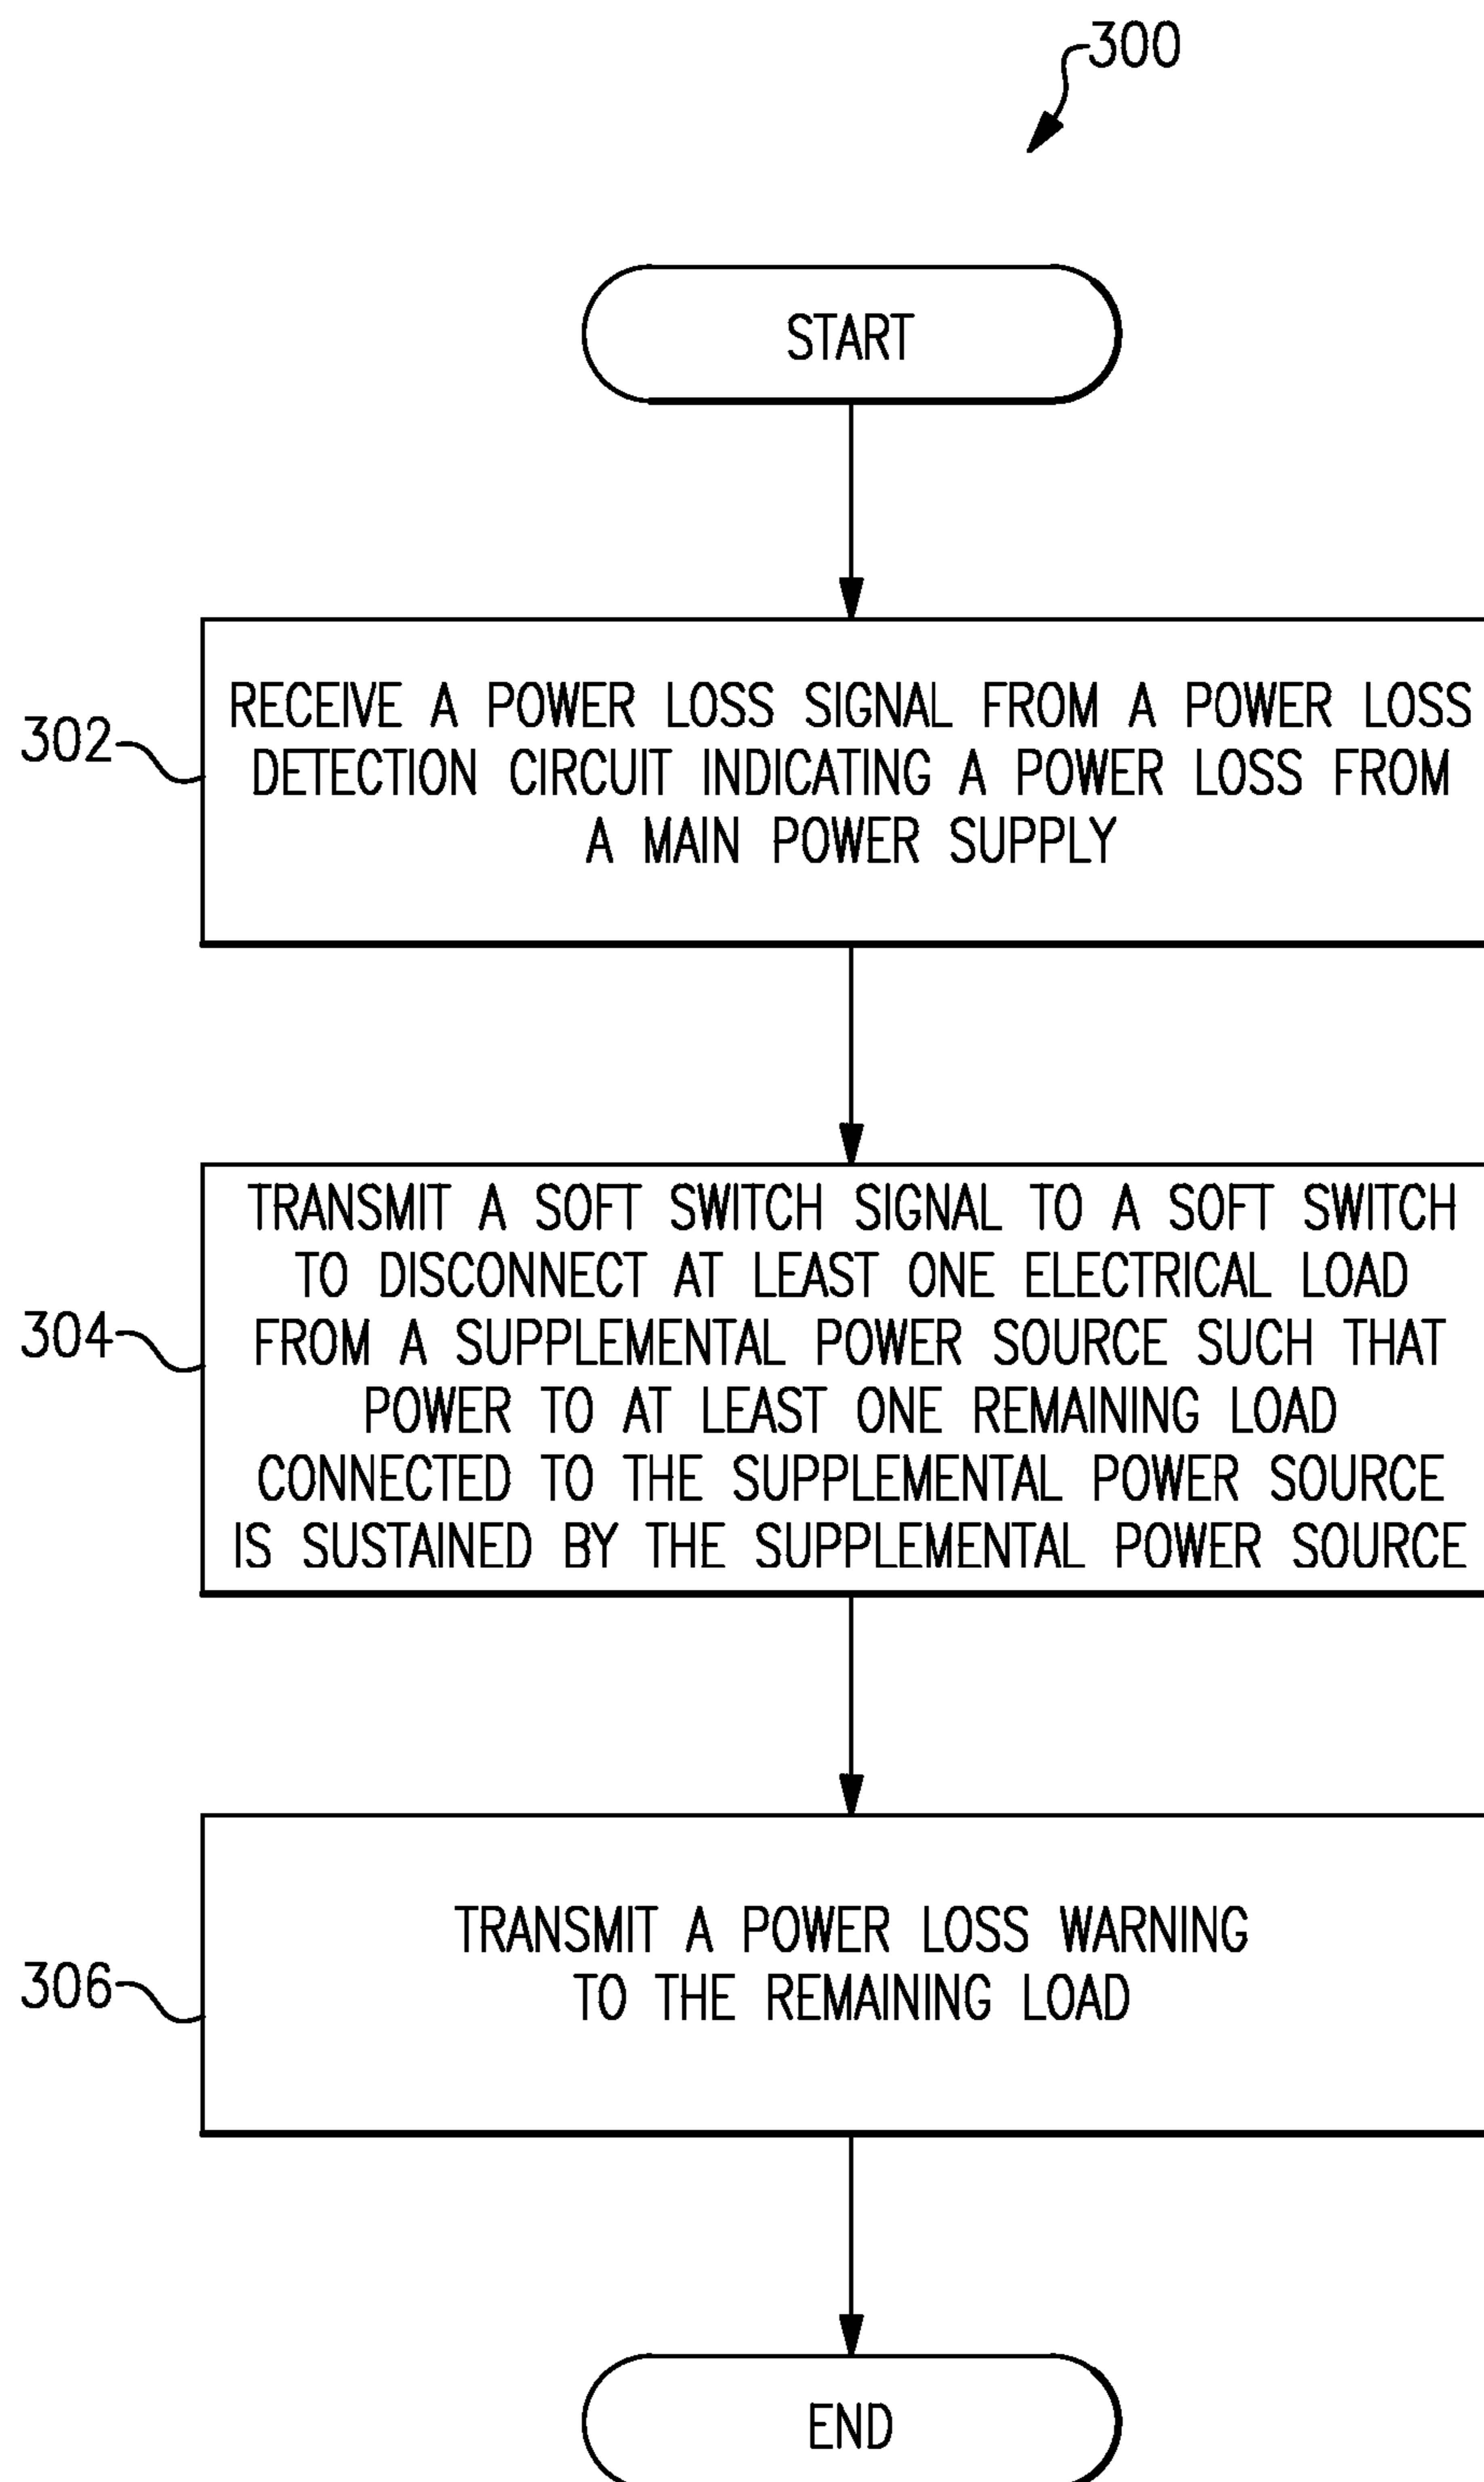 300
START
302
RECEIVE A POWER LOSS SIGNAL FROM A POWER LOSS
DETECTION CIRCUIT INDICATING A POWER LOSS FROM
A MAIN POWER SUPPLY
304
TRANSMIT A SOFT SWITCH SIGNAL TO A SOFT SWITCH
TO DISCONNECT AT LEAST ONE ELECTRICAL LOAD
FROM A SUPPLEMENTAL POWER SOURCE SUCH THAT
POWER TO AT LEAST ONE REMAINING LOAD
CONNECTED TO THE SUPPLEMENTAL POWER SOURCE
IS SUSTAINED BY THE SUPPLEMENTAL POWER SOURCE
306
TRANSMIT A POWER LOSS WARNING
TO THE REMAINING LOAD
END